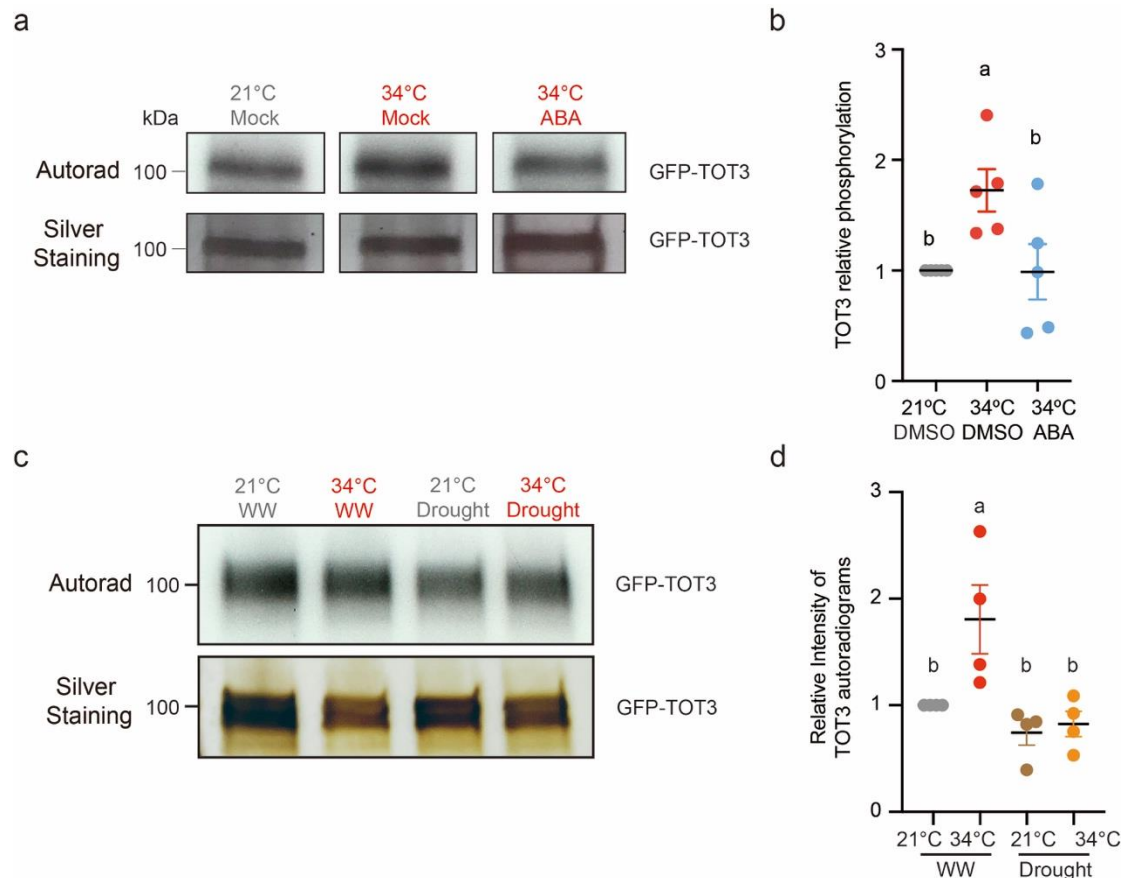 a
21°C
Mock
34°C
Mock
34°C
ABA
kDa
Autorad
100
GFP-TOT3
Silver
Staining
100
GFP-TOT3
b
TOT3 relative phosphorylation
3
2
1
0
a
b
b
21ºC
DMSO
34ºC
DMSO
34ºC
ABA
c
21°C
WW
34°C
WW
21°C
Drought
34°C
Drought
Autorad
100
GFP-TOT3
Silver
Staining
100
GFP-TOT3
d
Relative Intensity of
TOT3 autoradiograms
3
2
1
0
a
b
b
b
21°C 34°C 21°C 34°C
WW Drought